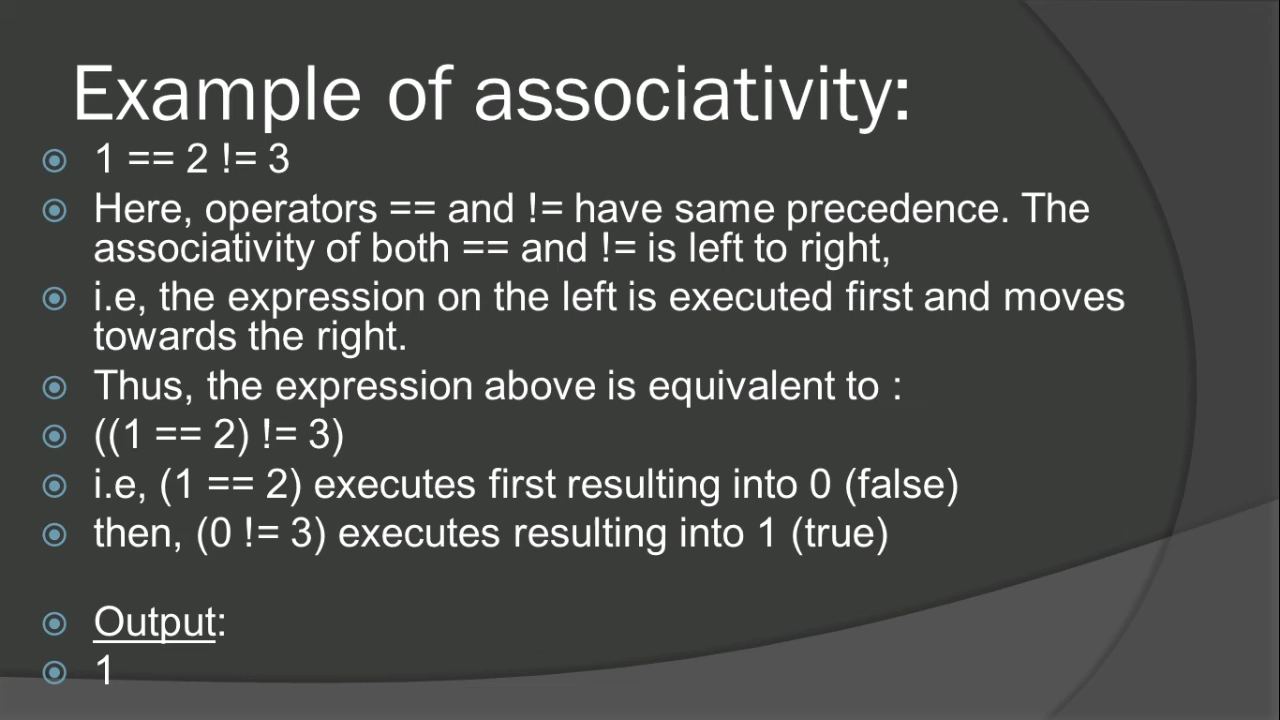 Example of associativity:
1 == 2 != 3
Here, operators == and != have same precedence. The
associativity of both == and != is left to right,
i.e, the expression on the left is executed first and moves
towards the right.
Thus, the expression above is equivalent to :
((1 == 2) != 3)
i.e, (1 == 2) executes first resulting into 0 (false)
then, (0 != 3) executes resulting into 1 (true)
Output:
1